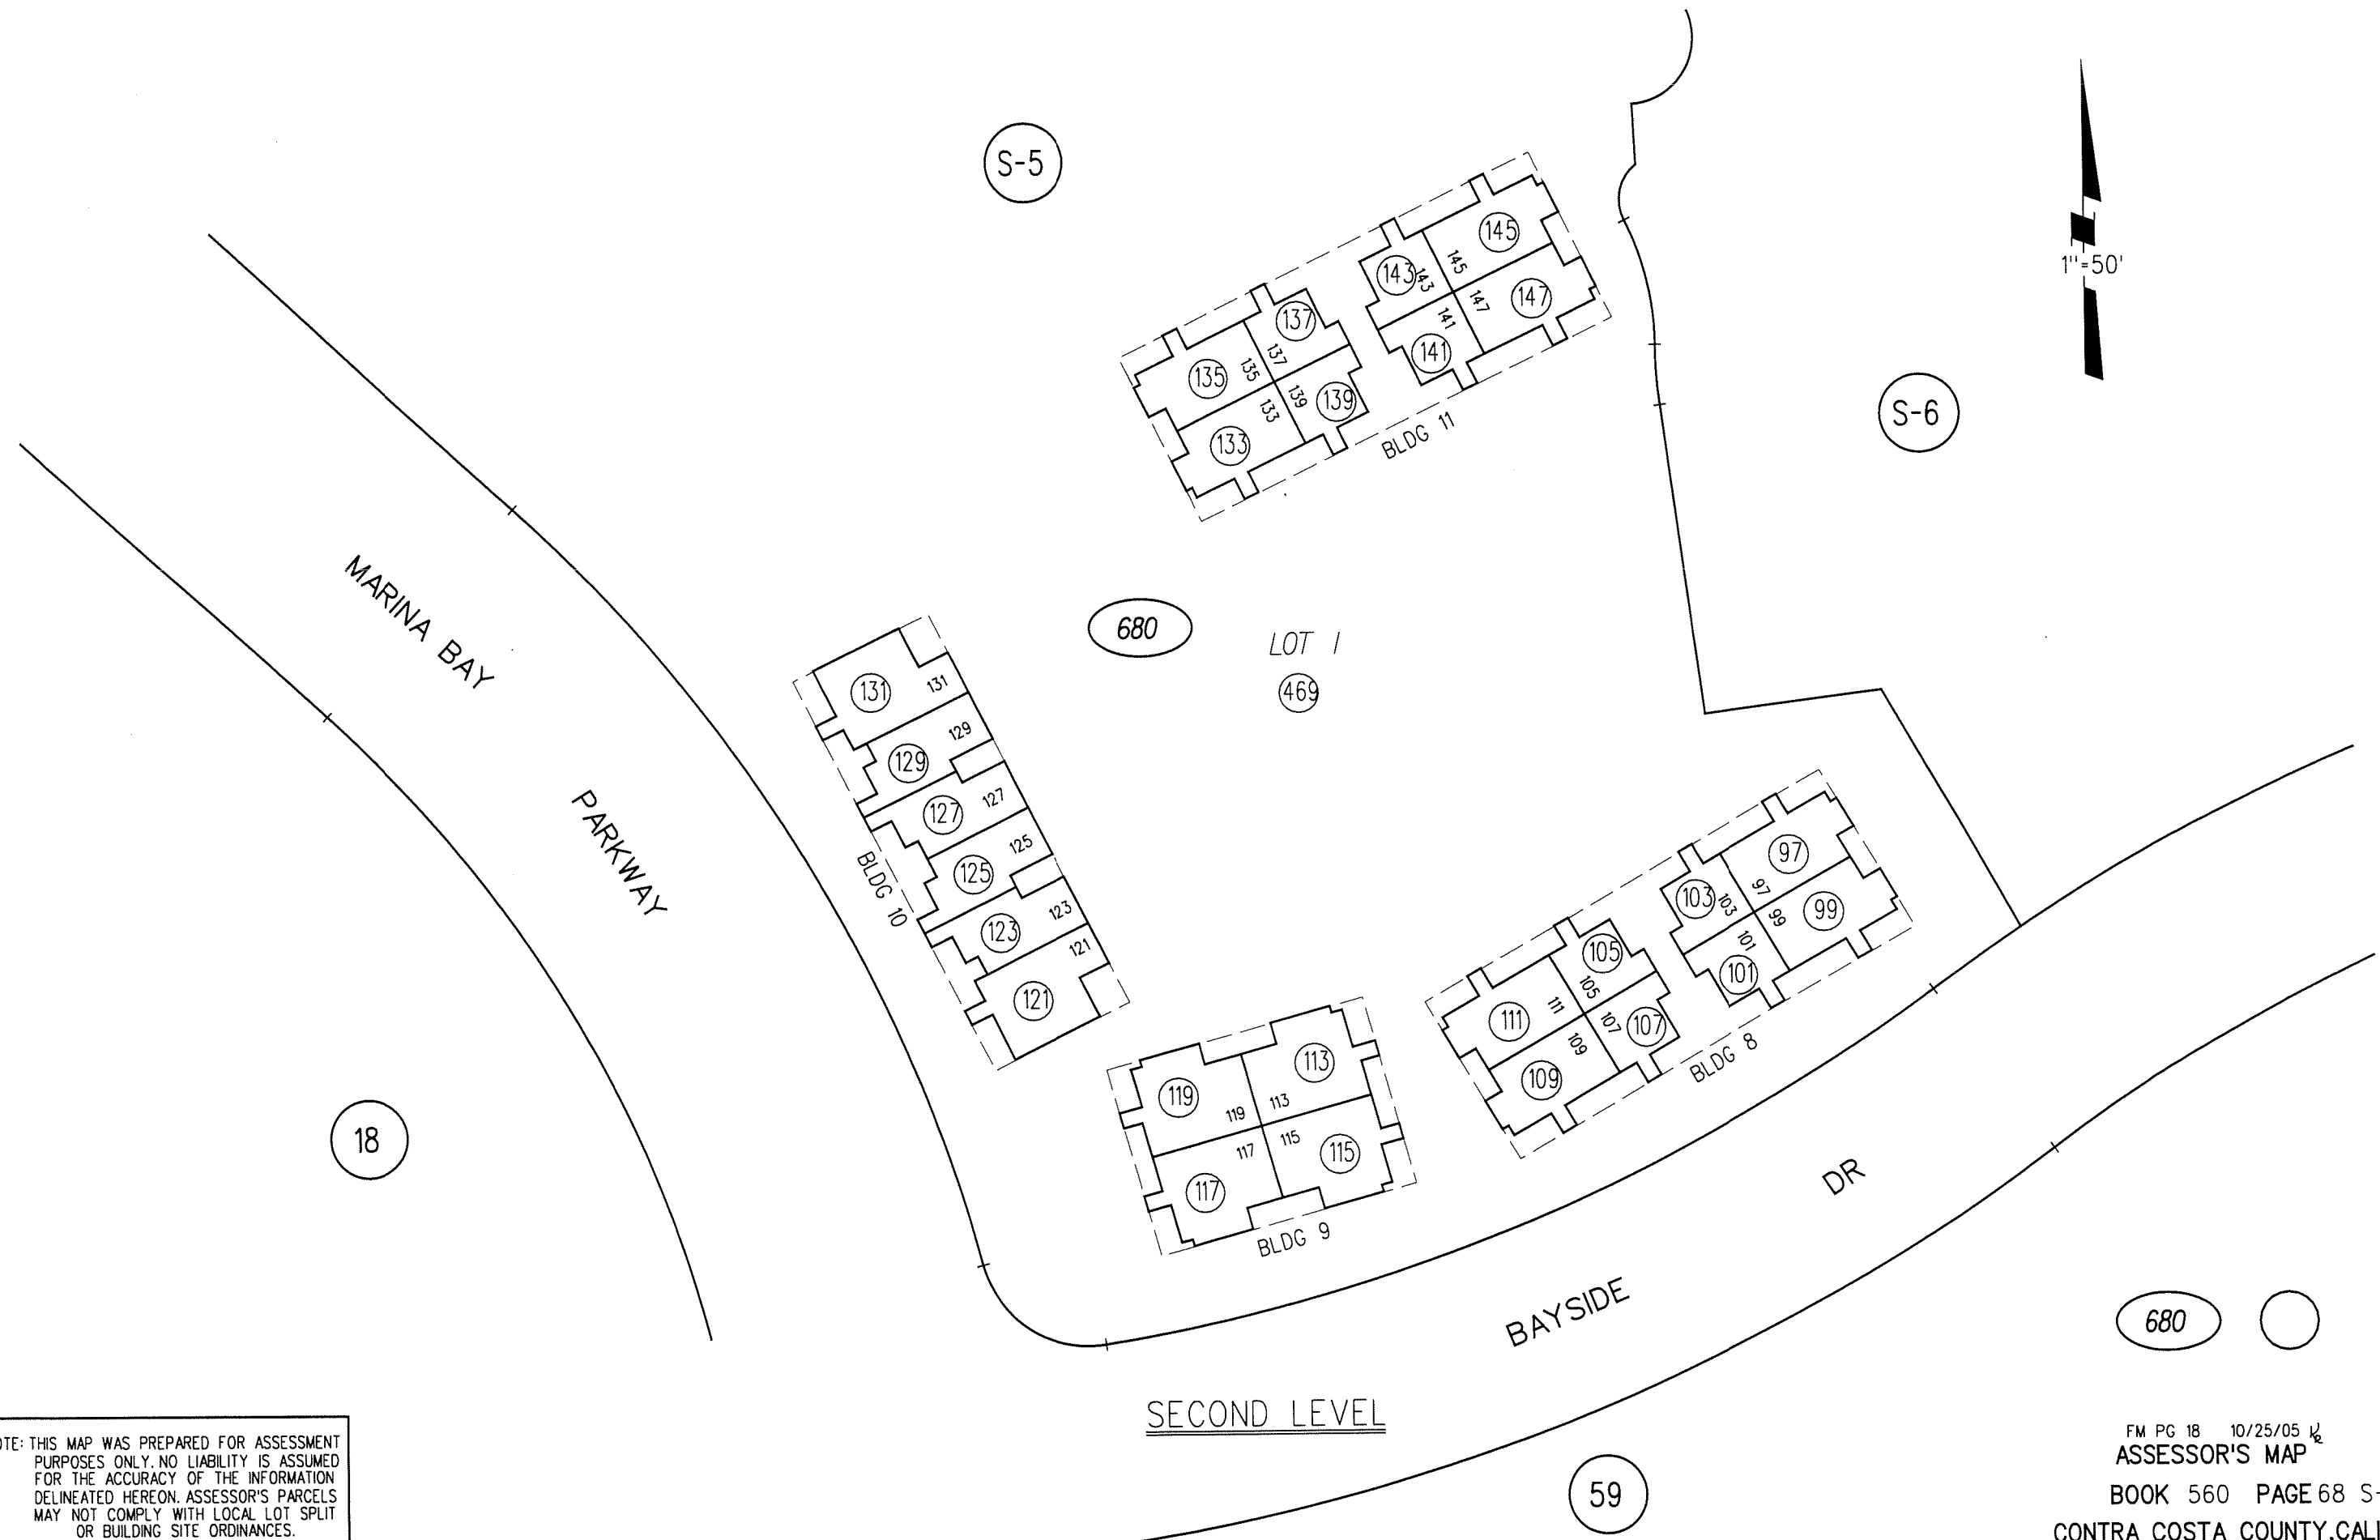 S-5
1"=50'
145
145
143
143
147
147
137
137
141
141
135
135
139
139
133
133
BLDG 11
S-6
MARINA BAY
PARKWAY
680
LOT 1
469
131
131
129
129
127
127
125
125
123
123
121
121
BLDG 10
97
97
103
103
99
99
101
101
105
105
111
111
107
107
109
109
BLDG 8
113
113
119
119
115
115
117
117
BLDG 9
18
BAYSIDE
DR
680
SECOND LEVEL
59
THIS MAP WAS PREPARED FOR ASSESSMENT
PURPOSES ONLY. NO LIABILITY IS ASSUMED
FOR THE ACCURACY OF THE INFORMATION
DELINEATED HEREON. ASSESSOR'S PARCELS
MAY NOT COMPLY WITH LOCAL LOT SPLIT
OR BUILDING SITE ORDINANCES.
FM PG 18 10/25/05
ASSESSOR'S MAP
BOOK 560 PAGE 68 S-
CONTRA COSTA COUNTY,